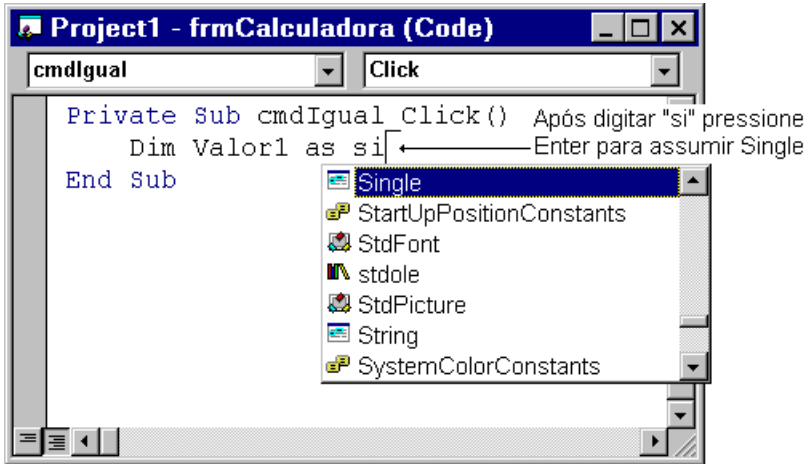 Project1 - frmCalculadora (Code)
cmdIgual Click
Private Sub cmdIgual_Click()
Após digitar "si" pressione
Dim Valor1 as si
Enter para assumir Single
End Sub
Single
StartUpPositionConstants
StdFont
stdole
StdPicture
String
SystemColorConstants